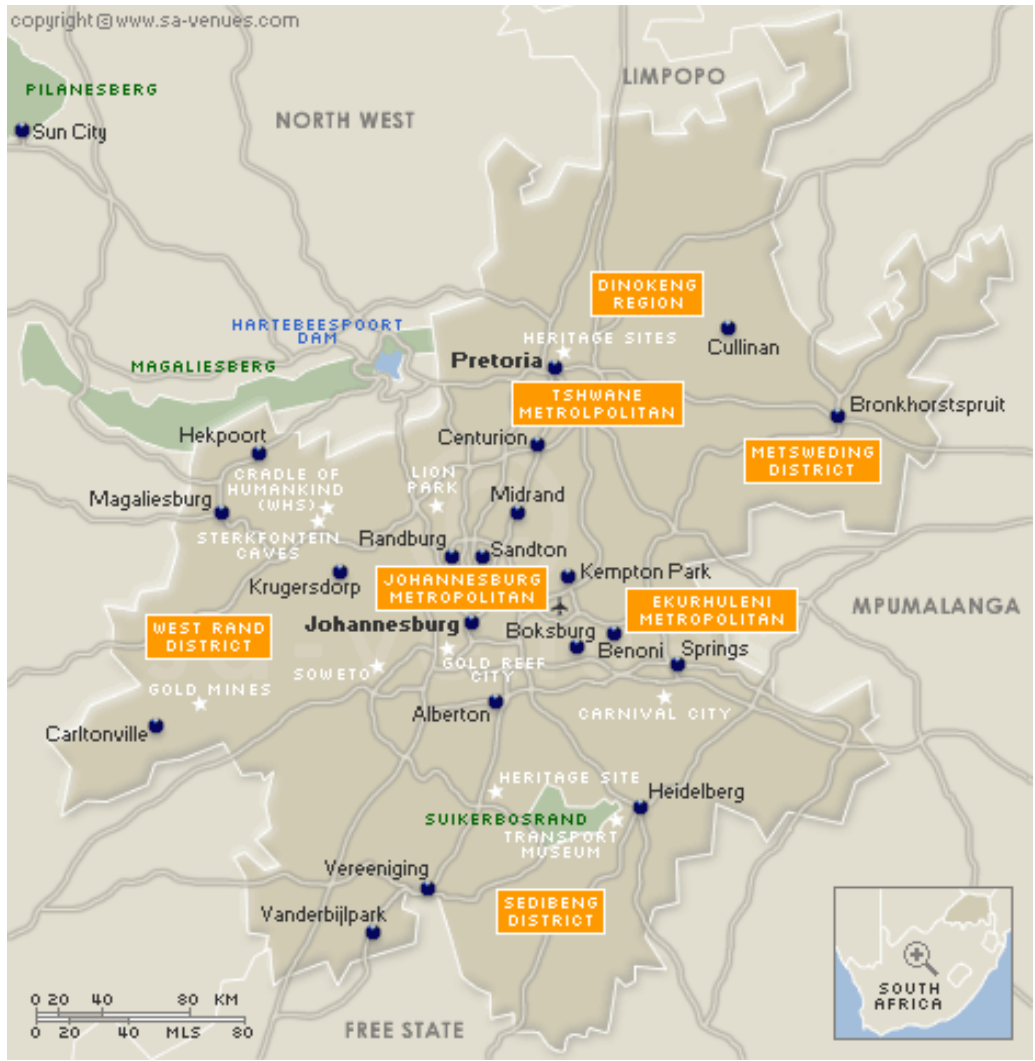 copyright@www.sa-venues.com
LIMPOPO
PILANESBERG
NORTH WEST
Sun City
DINOKENG
REGION
HARTEBEESPOORT
DAM
HERITAGE SITES
Cullinan
MAGALIESBERG
Pretoria
TSHWANE
METROLPOLITAN
Bronkhorstspruit
Hekpoort
Centurion
METSWEDING
DISTRICT
CRADLE OF
HUMANKIND
(WHS)
LION
PARK
Magaliesburg
Midrand
STERKFONTEIN
CAVES
Randburg
Sandton
Krugersdorp
JOHANNESBURG
METROPOLITAN
Kempton Park
EKURHULENI
METROPOLITAN
MPUMALANGA
WEST RAND
DISTRICT
Johannesburg
Boksburg
Benoni
Springs
SOWETO
GOLD REEF
CITY
GOLD MINES
Alberton
CARNIVAL CITY
Carltonville
HERITAGE SITE
Heidelberg
SUIKERBOSRAND
TRANSPORT
MUSEUM
Vereeniging
SEDIBENG
DISTRICT
Vanderbijlpark
SOUTH
AFRICA
0 20 40 80 KM
0 20 40 MLS 80
FREE STATE